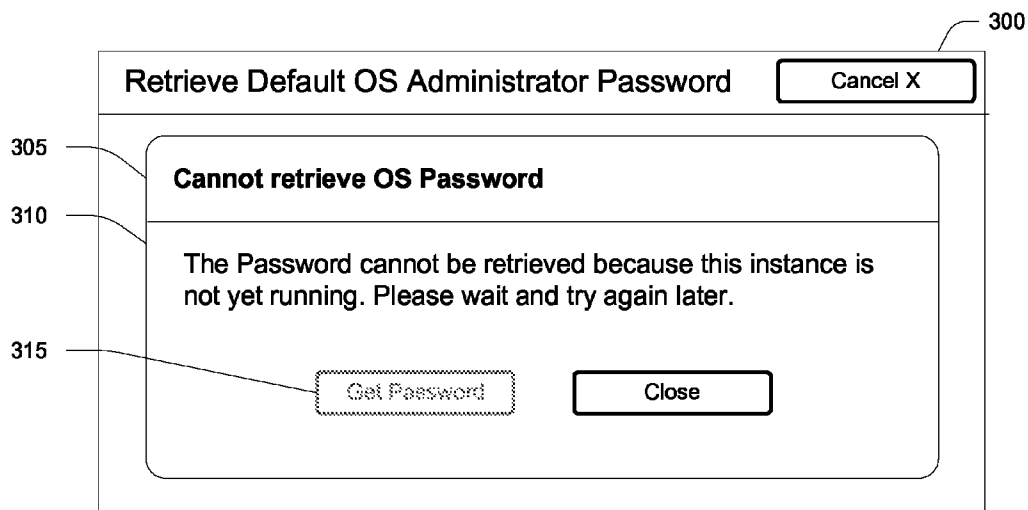 300
Retrieve Default OS Administrator Password
Cancel X
305
Cannot retrieve OS Password
310
The Password cannot be retrieved because this instance is
not yet running. Please wait and try again later.
315
Get Password
Close